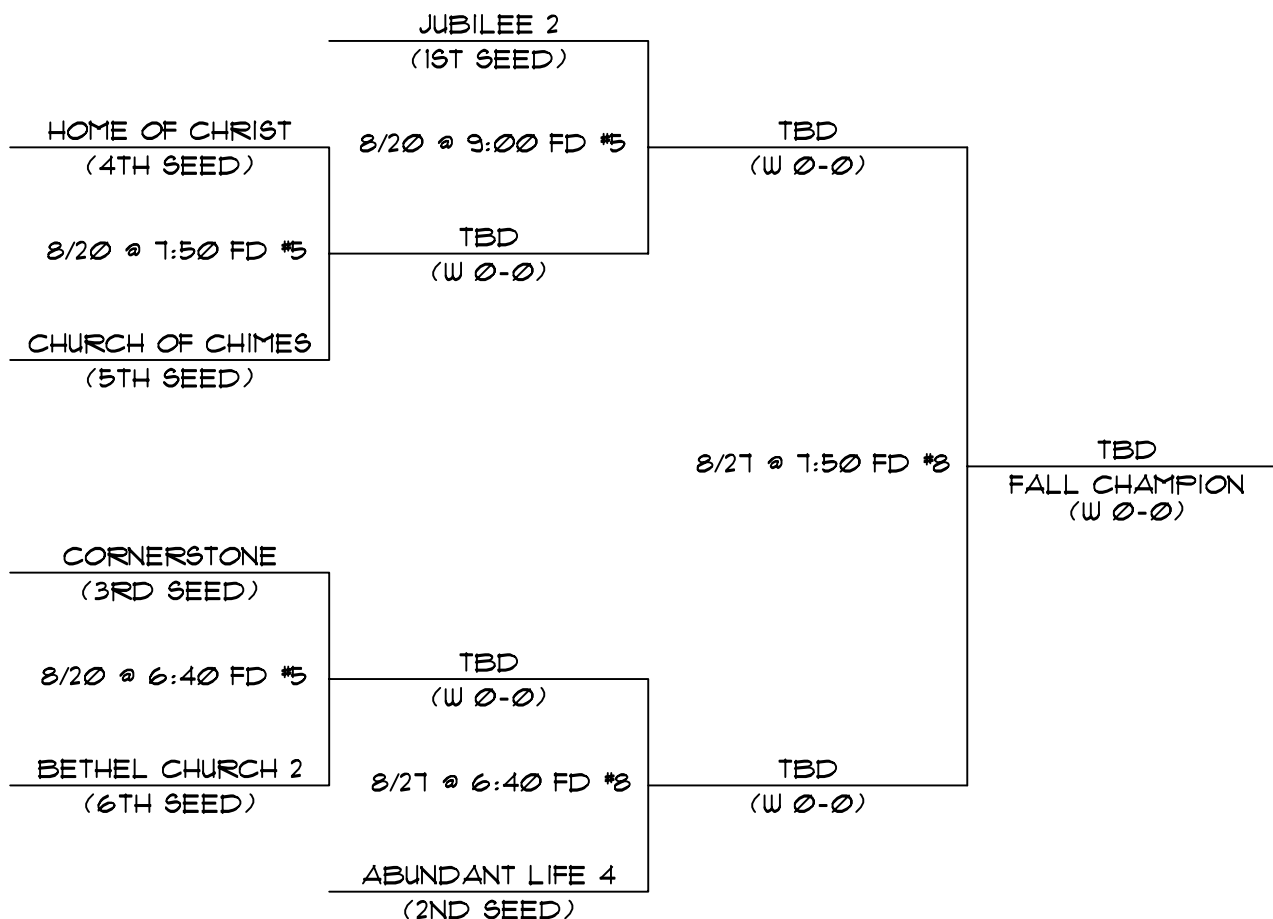 JUBILEE 2
(1ST SEED)
HOME OF CHRIST
(4TH SEED)
8/20 @ 9:00 FD #5
TBD
(W 0-0)
8/20 @ 7:50 FD #5
TBD
(W 0-0)
CHURCH OF CHIMES
(5TH SEED)
8/27 @ 7:50 FD #8
TBD
FALL CHAMPION
(W 0-0)
CORNERSTONE
(3RD SEED)
8/20 @ 6:40 FD #5
TBD
(W 0-0)
BETHEL CHURCH 2
(6TH SEED)
8/27 @ 6:40 FD #8
TBD
(W 0-0)
ABUNDANT LIFE 4
(2ND SEED)